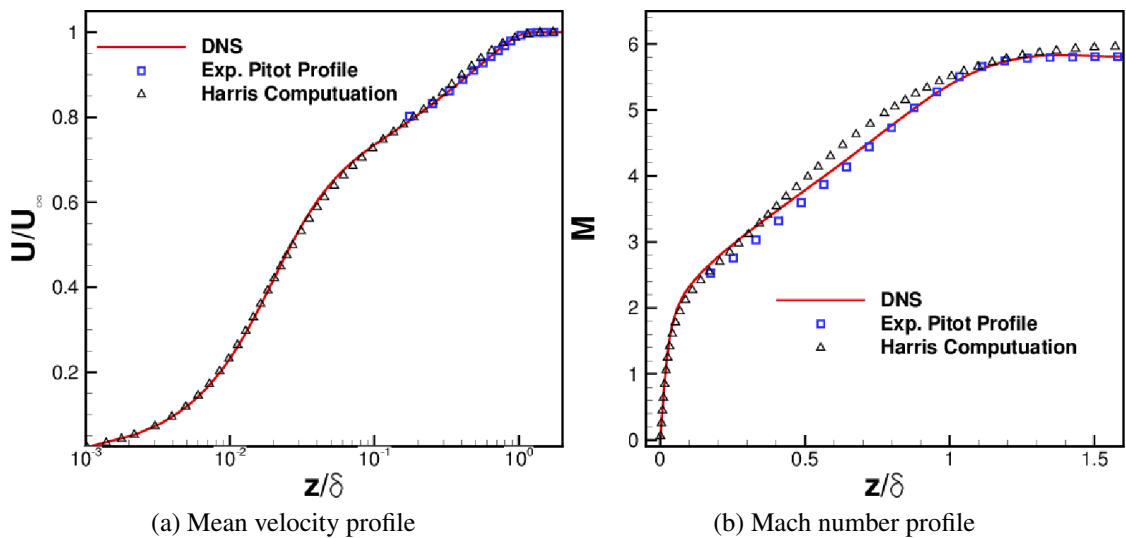 1
0.8
0.6
0.4
0.2
U/U∞
DNS
Exp. Pitot Profile
Harris Computuation
10⁻³
10⁻²
10⁻¹
10⁰
z/δ
(a) Mean velocity profile
6
5
4
3
2
1
0
M
DNS
Exp. Pitot Profile
Harris Computuation
0
0.5
1
1.5
z/δ
(b) Mach number profile